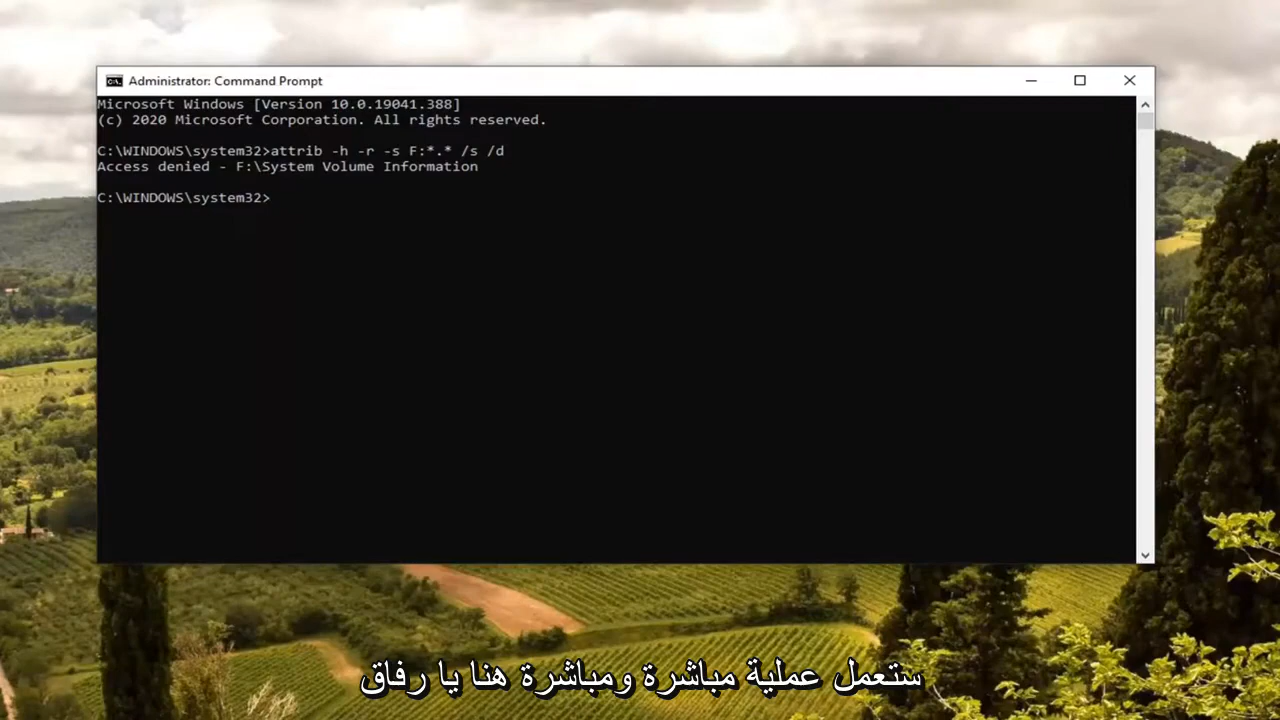 Administrator: Command Prompt
Microsoft Windows [Version 10.0.19041.388]
(c) 2020 Microsoft Corporation. All rights reserved.
C:\WINDOWS\system32>attrib -h -r -s F:*.* /s /d
Access denied - F:\System Volume Information
C:\WINDOWS\system32>
ستعمل عملية مباشرة ومباشرة هنا يا رفاق